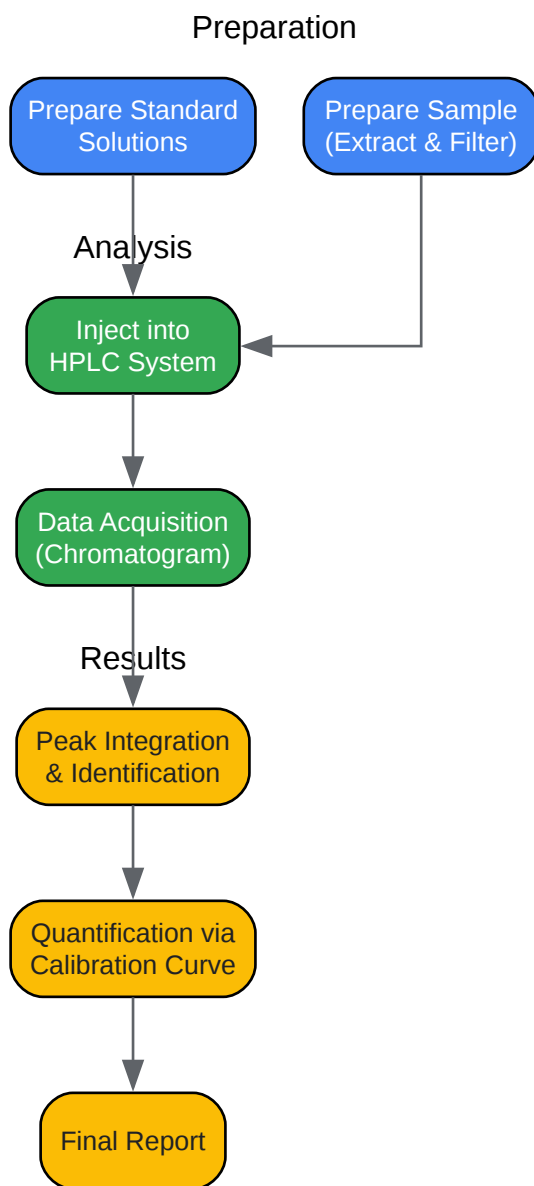 Preparation
Prepare Standard
Solutions
Prepare Sample
(Extract & Filter)
Analysis
Inject into
HPLC System
Data Acquisition
(Chromatogram)
Results
Peak Integration
& Identification
Quantification via
Calibration Curve
Final Report